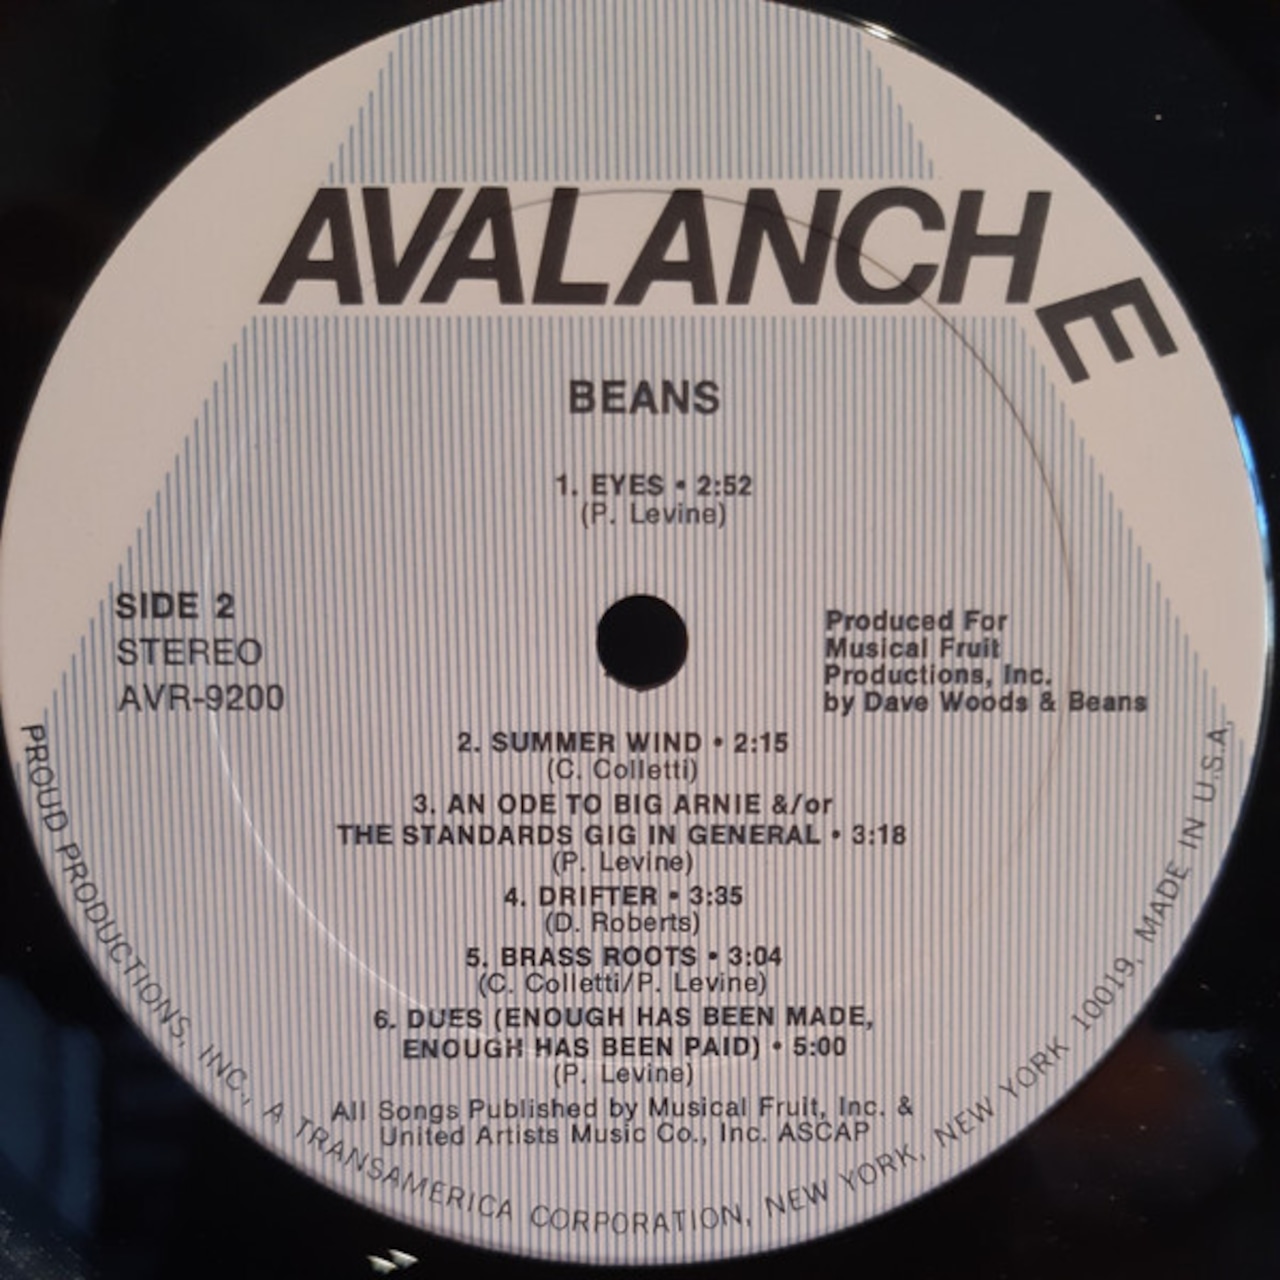 AVALANCHE
BEANS
1. EYES • 2:52
(P. Levine)
SIDE 2
STEREO
AVR-9200
Produced For
Musical Fruit
Productions, Inc.
by Dave Woods & Beans
2. SUMMER WIND • 2:15
(C. Colletti)
3. AN ODE TO BIG ARNIE &/or
THE STANDARDS GIG IN GENERAL • 3:18
(P. Levine)
4. DRIFTER • 3:35
(D. Roberts)
5. BRASS ROOTS • 3:04
(C. Colletti/P. Levine)
6. DUES (ENOUGH HAS BEEN MADE,
ENOUGH HAS BEEN PAID) • 5:00
(P. Levine)
All Songs Published by Musical Fruit, Inc. &
United Artists Music Co., Inc. ASCAP
PROUD PRODUCTIONS, INC., A TRANSAMERICA CORPORATION, NEW YORK, NEW YORK 10019, MADE IN U.S.A.